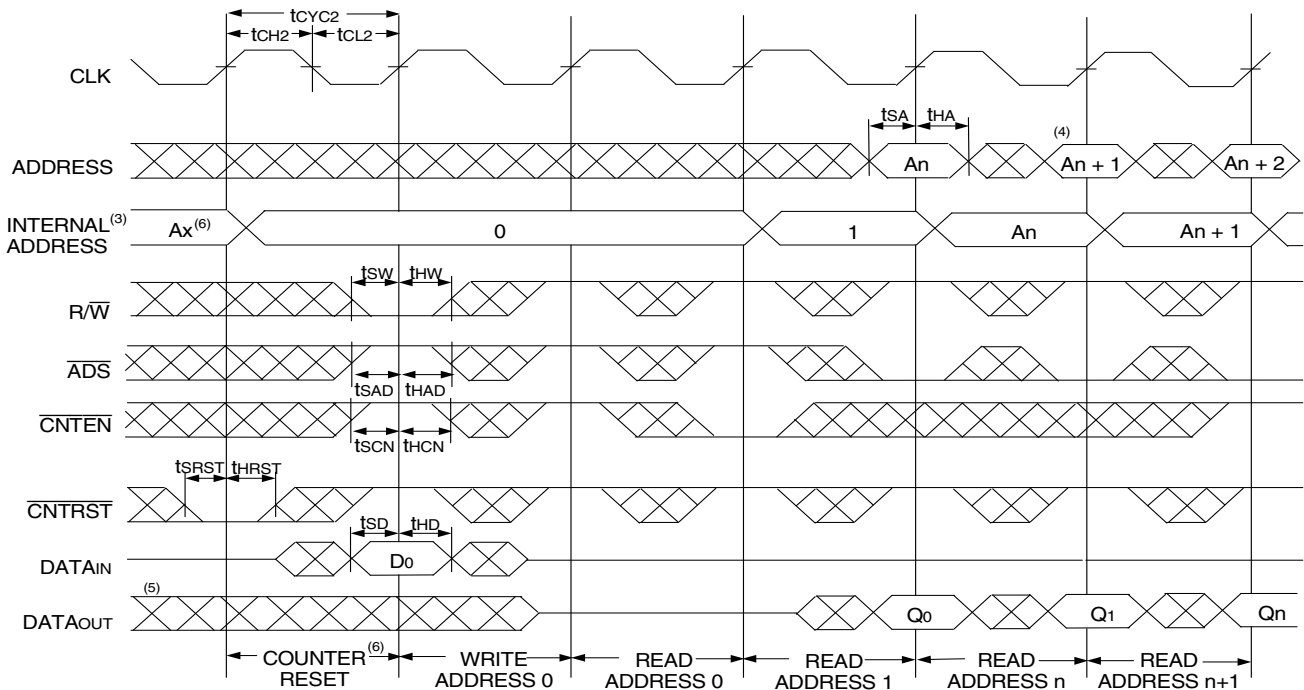 tCYC2
tCH2 tCL2
CLK
tSA tHA
(4)
ADDRESS An An + 1 An + 2
INTERNAL(3) Ax(6) 0 1 An An + 1
ADDRESS
tSW tHW
R/W̅
A̅D̅S̅
tSAD tHAD
C̅N̅T̅E̅N̅
tSCN tHCN
tSRST tHRST
C̅N̅T̅R̅S̅T̅
tSD tHD
DATAIN D0
(5)
DATAOUT Q0 Q1 Qn
COUNTER(6) WRITE READ READ READ READ
RESET ADDRESS 0 ADDRESS 0 ADDRESS 1 ADDRESS n ADDRESS n+1